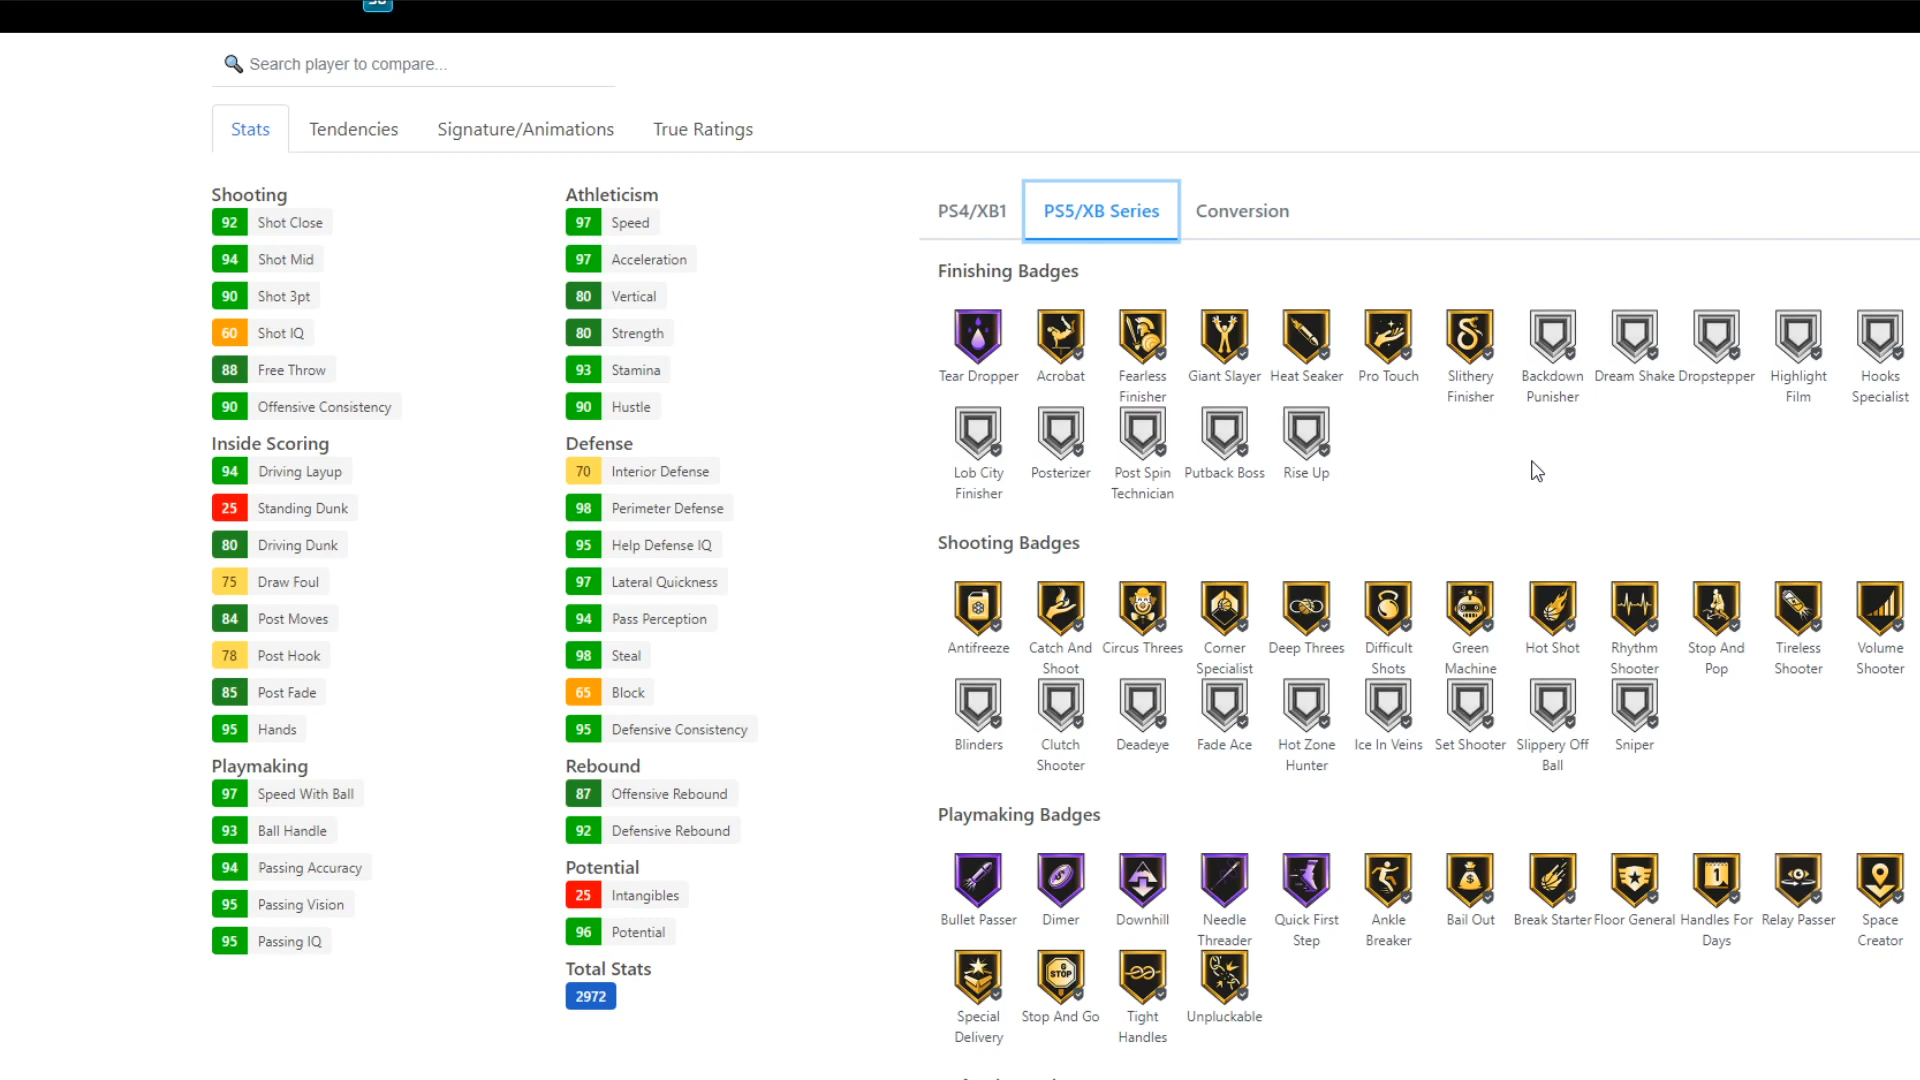 Search player to compare...
Stats Tendencies Signature/Animations True Ratings
Shooting
92 Shot Close
94 Shot Mid
90 Shot 3pt
60 Shot IQ
88 Free Throw
90 Offensive Consistency
Inside Scoring
94 Driving Layup
25 Standing Dunk
80 Driving Dunk
75 Draw Foul
84 Post Moves
78 Post Hook
85 Post Fade
95 Hands
Playmaking
97 Speed With Ball
93 Ball Handle
94 Passing Accuracy
95 Passing Vision
95 Passing IQ
Athleticism
97 Speed
97 Acceleration
80 Vertical
80 Strength
93 Stamina
90 Hustle
Defense
70 Interior Defense
98 Perimeter Defense
95 Help Defense IQ
97 Lateral Quickness
94 Pass Perception
98 Steal
65 Block
95 Defensive Consistency
Rebound
87 Offensive Rebound
92 Defensive Rebound
Potential
25 Intangibles
96 Potential
Total Stats
2972
PS4/XB1 PS5/XB Series Conversion
Finishing Badges
Tear Dropper Acrobat Fearless Giant Slayer Heat Seaker Pro Touch Slithery Backdown Dream Shake Dropstepper Highlight Hooks
Finisher Finisher Punisher Film Specialist
Lob City Posterizer Post Spin Putback Boss Rise Up
Finisher Technician
Shooting Badges
Antifreeze Catch And Circus Threes Corner Deep Threes Difficult Green Hot Shot Rhythm Stop And Tireless Volume
Shoot Specialist Shots Machine Shooter Pop Shooter Shooter
Blinders Clutch Deadeye Fade Ace Hot Zone Ice In Veins Set Shooter Slippery Off Sniper
Shooter Hunter Ball
Playmaking Badges
1
Bullet Passer Dimer Downhill Needle Quick First Ankle Bail Out Break Starter Floor General Handles For Relay Passer Space
Threader Step Breaker Days Creator
STOP
Special Stop And Go Tight Unpluckable
Delivery Handles